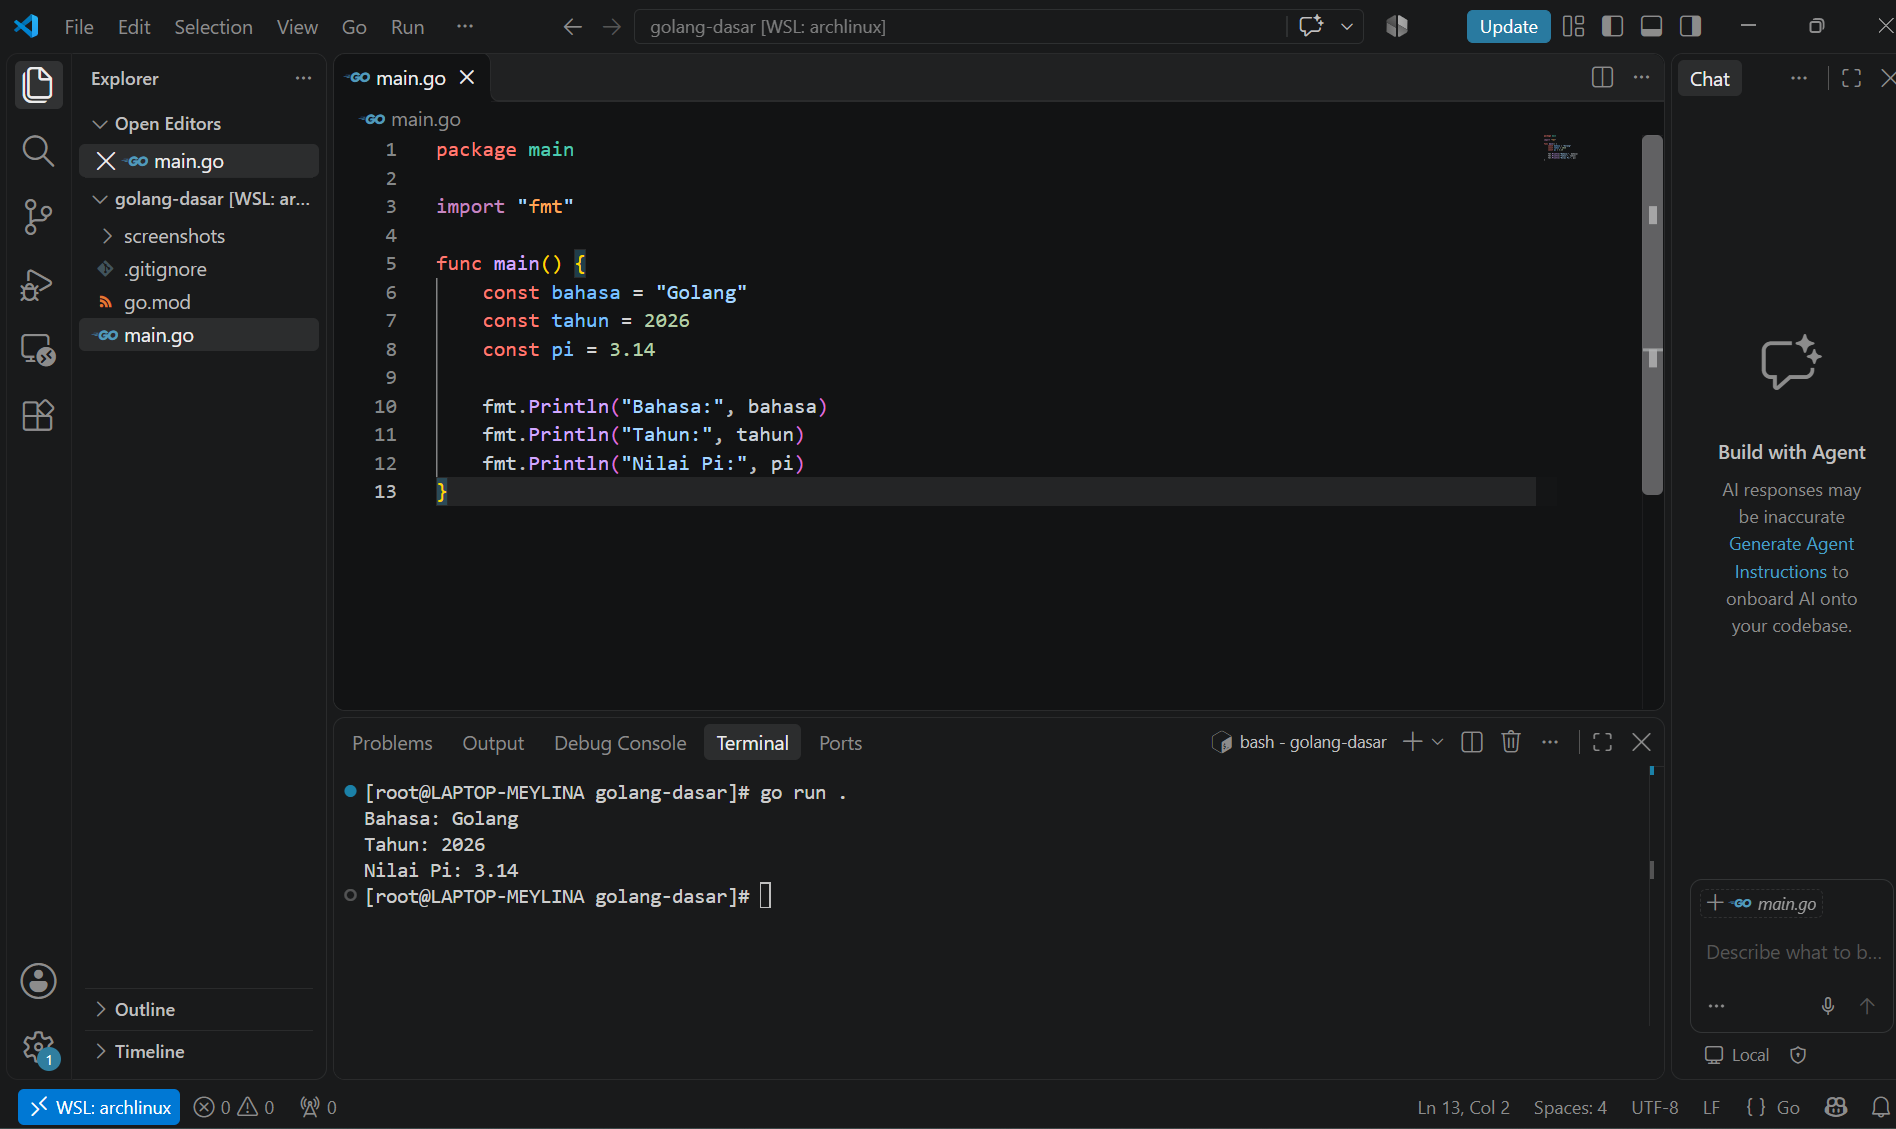 File Edit Selection View Go Run ···
golang-dasar [WSL: archlinux]
Update
Explorer ···
Open Editors
main.go
golang-dasar [WSL: ar...
screenshots
.gitignore
go.mod
main.go
Outline
Timeline
main.go
main.go
1 package main
2
3 import "fmt"
4
5 func main() {
6 const bahasa = "Golang"
7 const tahun = 2026
8 const pi = 3.14
9
10 fmt.Println("Bahasa:", bahasa)
11 fmt.Println("Tahun:", tahun)
12 fmt.Println("Nilai Pi:", pi)
13 }
Problems Output Debug Console Terminal Ports
bash - golang-dasar
[root@LAPTOP-MEYLINA golang-dasar]# go run .
Bahasa: Golang
Tahun: 2026
Nilai Pi: 3.14
[root@LAPTOP-MEYLINA golang-dasar]#
Chat
Build with Agent
AI responses may
be inaccurate
Generate Agent
Instructions to
onboard AI onto
your codebase.
main.go
Describe what to b...
Local
1
WSL: archlinux 0 0 0
Ln 13, Col 2 Spaces: 4 UTF-8 LF { } Go